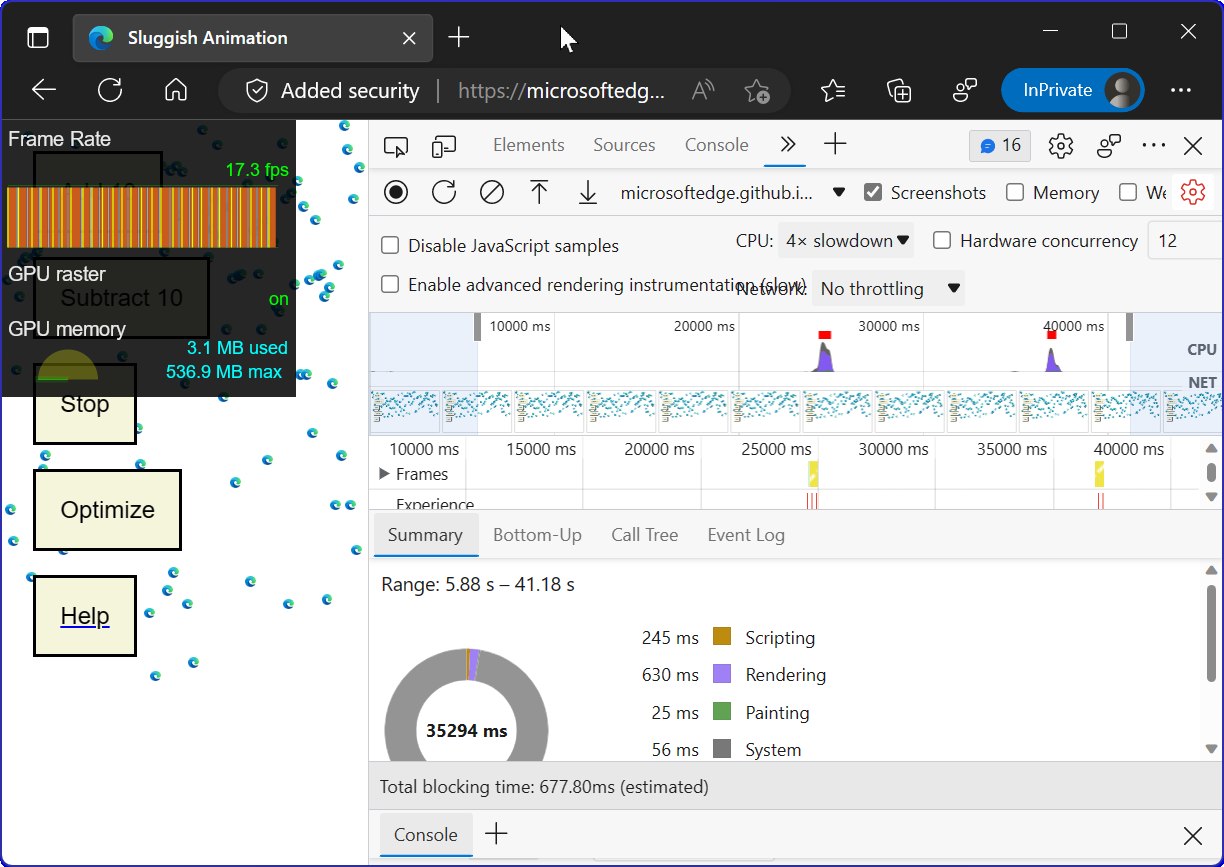 Sluggish Animation
Added security
https://microsoftedg...
InPrivate
Frame Rate
17.3 fps
Add 10
GPU raster
on
Subtract 10
GPU memory
3.1 MB used
536.9 MB max
Stop
Optimize
Help
Elements Sources Console 16
microsoftedge.github.i... Screenshots Memory We
Disable JavaScript samples CPU: 4× slowdown Hardware concurrency 12
Enable advanced rendering instrumentation (slow) Network: No throttling
10000 ms 20000 ms 30000 ms 40000 ms
CPU
NET
10000 ms 15000 ms 20000 ms 25000 ms 30000 ms 35000 ms 40000 ms
Frames
Experience
Summary Bottom-Up Call Tree Event Log
Range: 5.88 s – 41.18 s
245 ms Scripting
630 ms Rendering
25 ms Painting
56 ms System
35294 ms
Total blocking time: 677.80ms (estimated)
Console